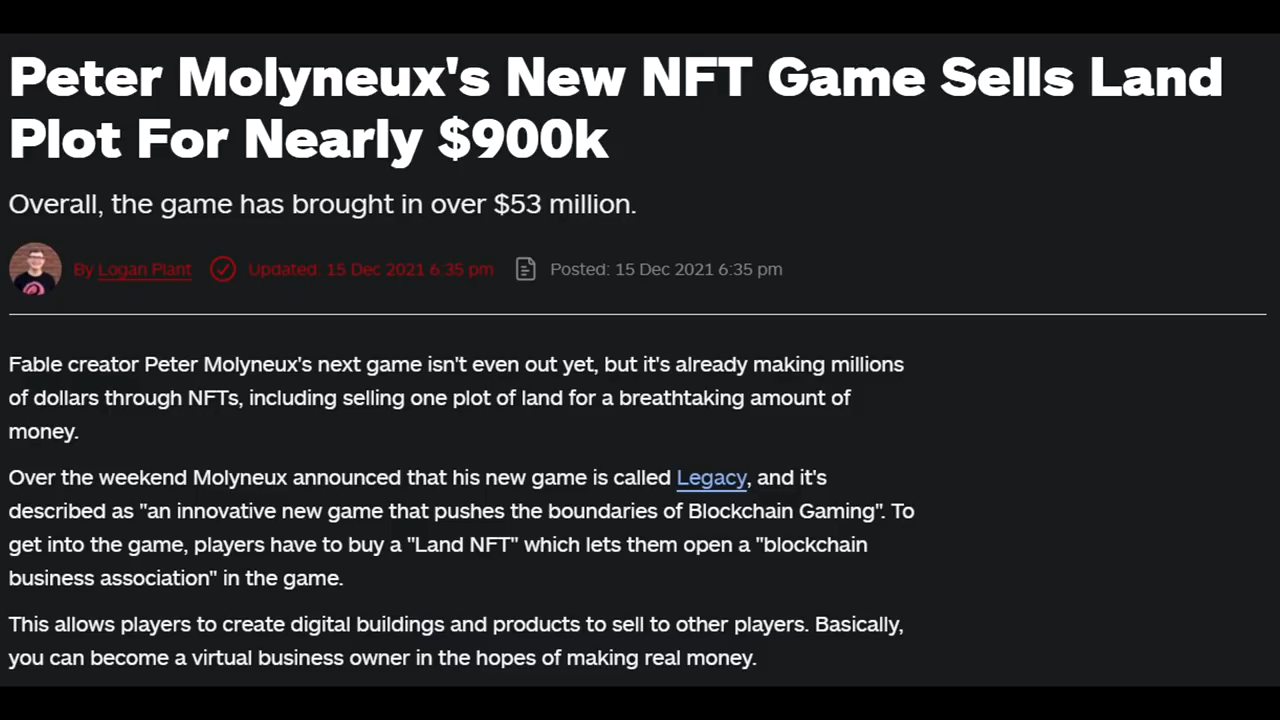 Peter Molyneux's New NFT Game Sells Land
Plot For Nearly $900k
Overall, the game has brought in over $53 million.
By Logan Plant Updated: 15 Dec 2021 6:35 pm Posted: 15 Dec 2021 6:35 pm
Fable creator Peter Molyneux's next game isn't even out yet, but it's already making millions
of dollars through NFTs, including selling one plot of land for a breathtaking amount of
money.
Over the weekend Molyneux announced that his new game is called Legacy, and it's
described as "an innovative new game that pushes the boundaries of Blockchain Gaming". To
get into the game, players have to buy a "Land NFT" which lets them open a "blockchain
business association" in the game.
This allows players to create digital buildings and products to sell to other players. Basically,
you can become a virtual business owner in the hopes of making real money.